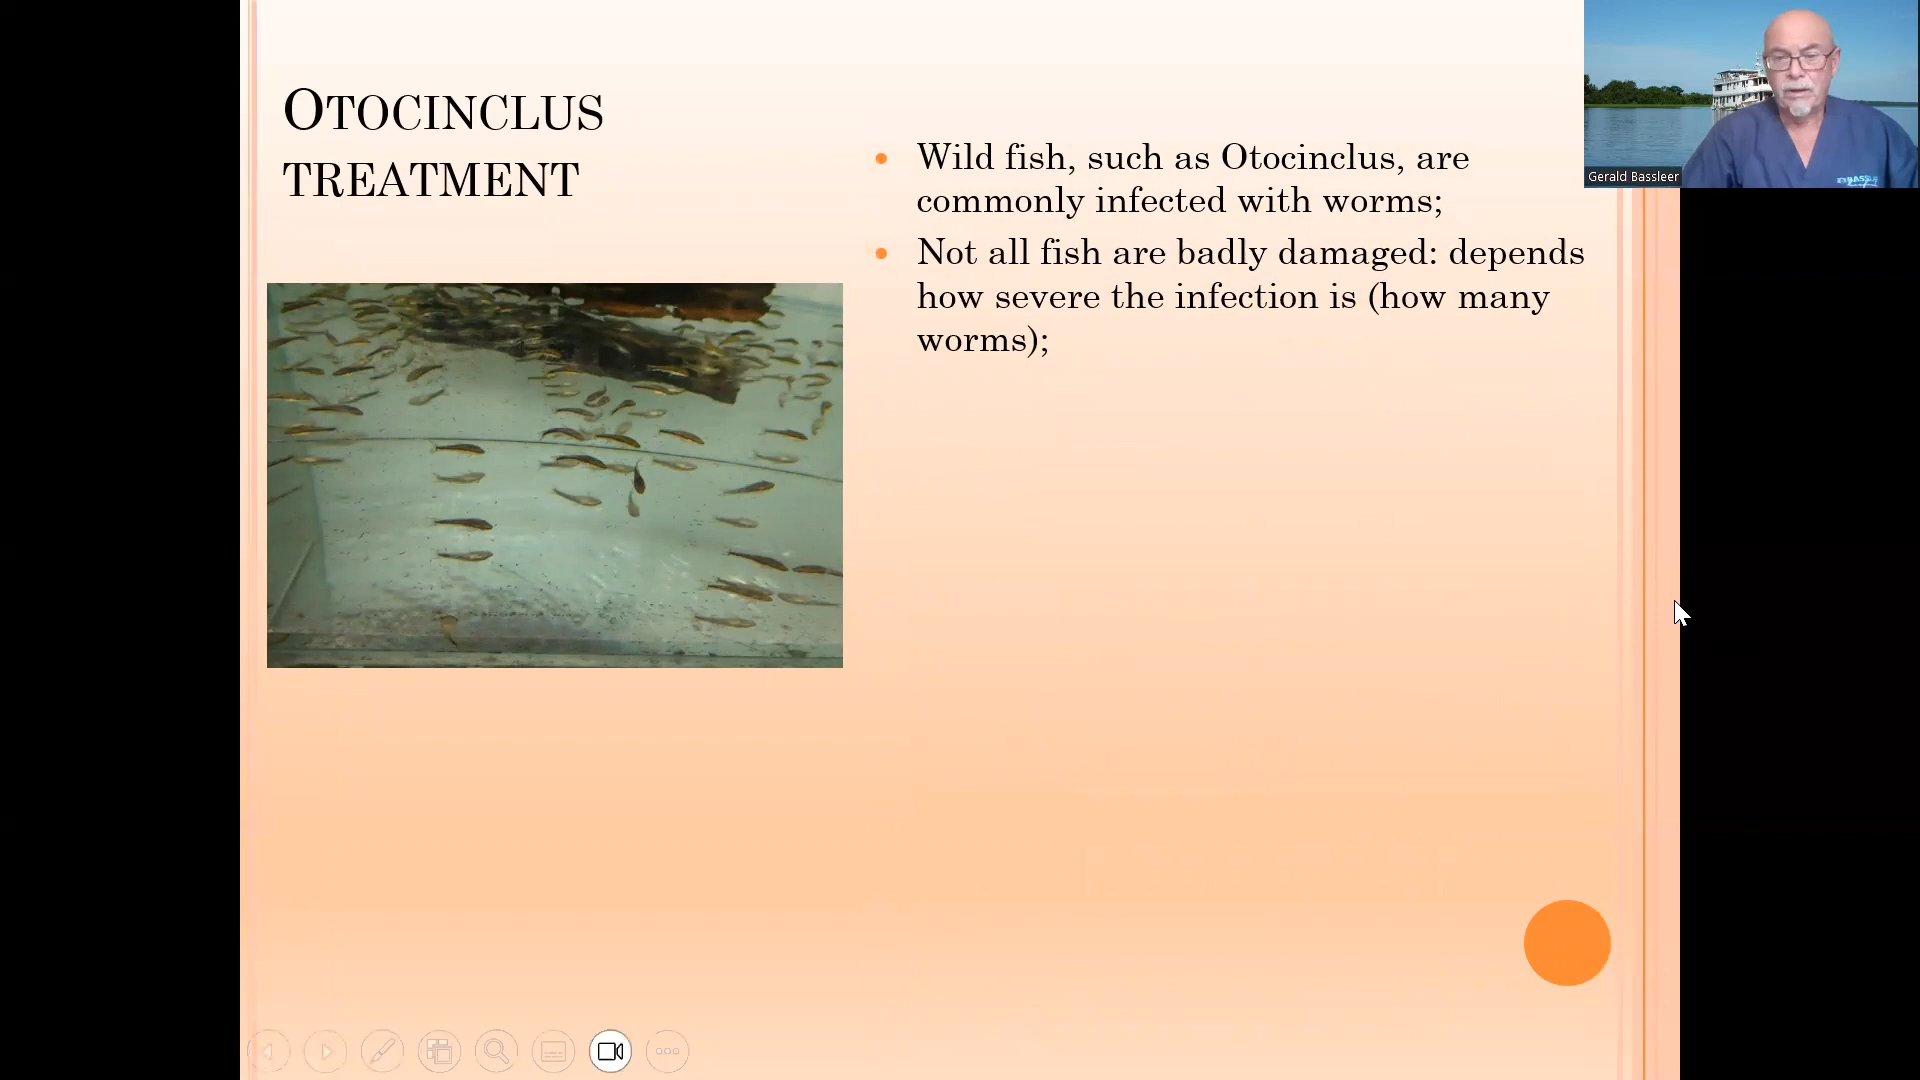 OTOCINCLUS
TREATMENT
Wild fish, such as Otocinclus, are
commonly infected with worms;
Not all fish are badly damaged: depends
how severe the infection is (how many
worms);
Gerald Bassleer